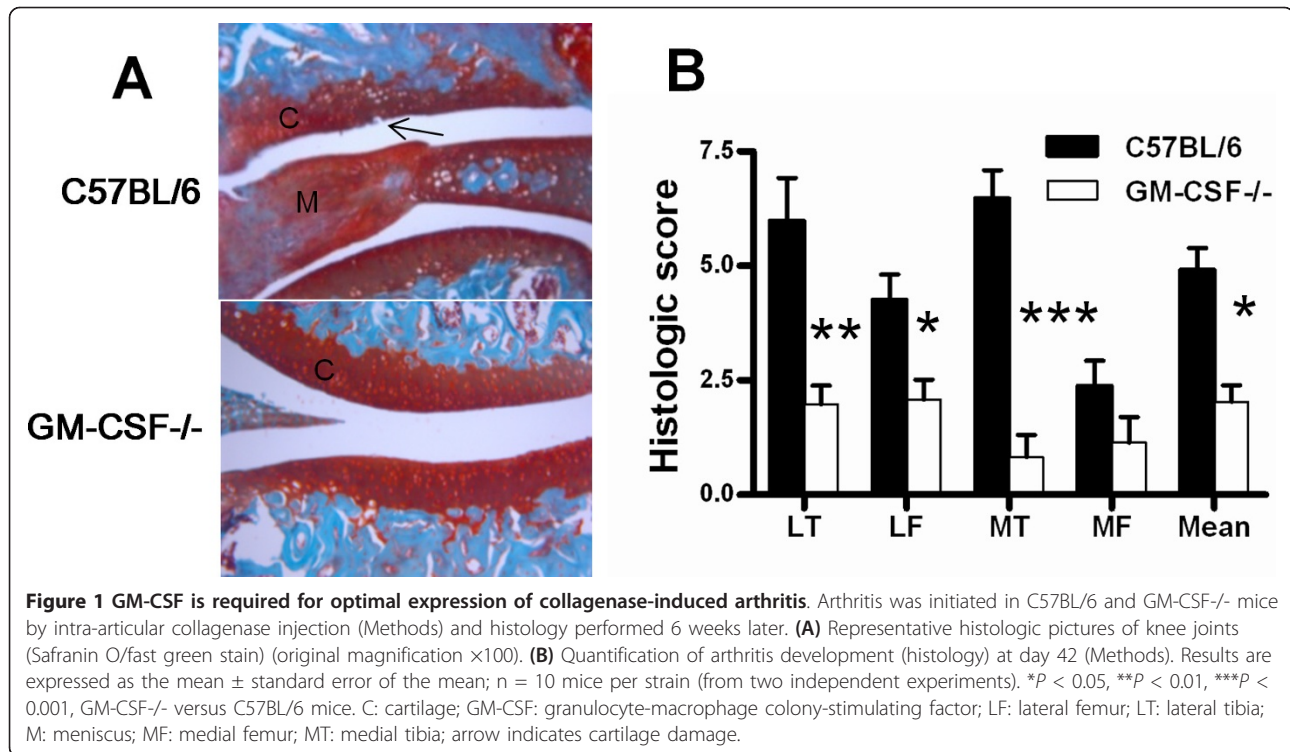 A
C57BL/6
GM-CSF-/-
C
M
C
B
C57BL/6
GM-CSF-/-
Histologic score
7.5
5.0
2.5
0.0
** * *** *
LT LF MT MF Mean
Figure 1 GM-CSF is required for optimal expression of collagenase-induced arthritis. Arthritis was initiated in C57BL/6 and GM-CSF-/- mice
by intra-articular collagenase injection (Methods) and histology performed 6 weeks later. (A) Representative histologic pictures of knee joints
(Safranin O/fast green stain) (original magnification ×100). (B) Quantification of arthritis development (histology) at day 42 (Methods). Results are
expressed as the mean ± standard error of the mean; n = 10 mice per strain (from two independent experiments). *P < 0.05, **P < 0.01, ***P <
0.001, GM-CSF-/- versus C57BL/6 mice. C: cartilage; GM-CSF: granulocyte-macrophage colony-stimulating factor; LF: lateral femur; LT: lateral tibia;
M: meniscus; MF: medial femur; MT: medial tibia; arrow indicates cartilage damage.